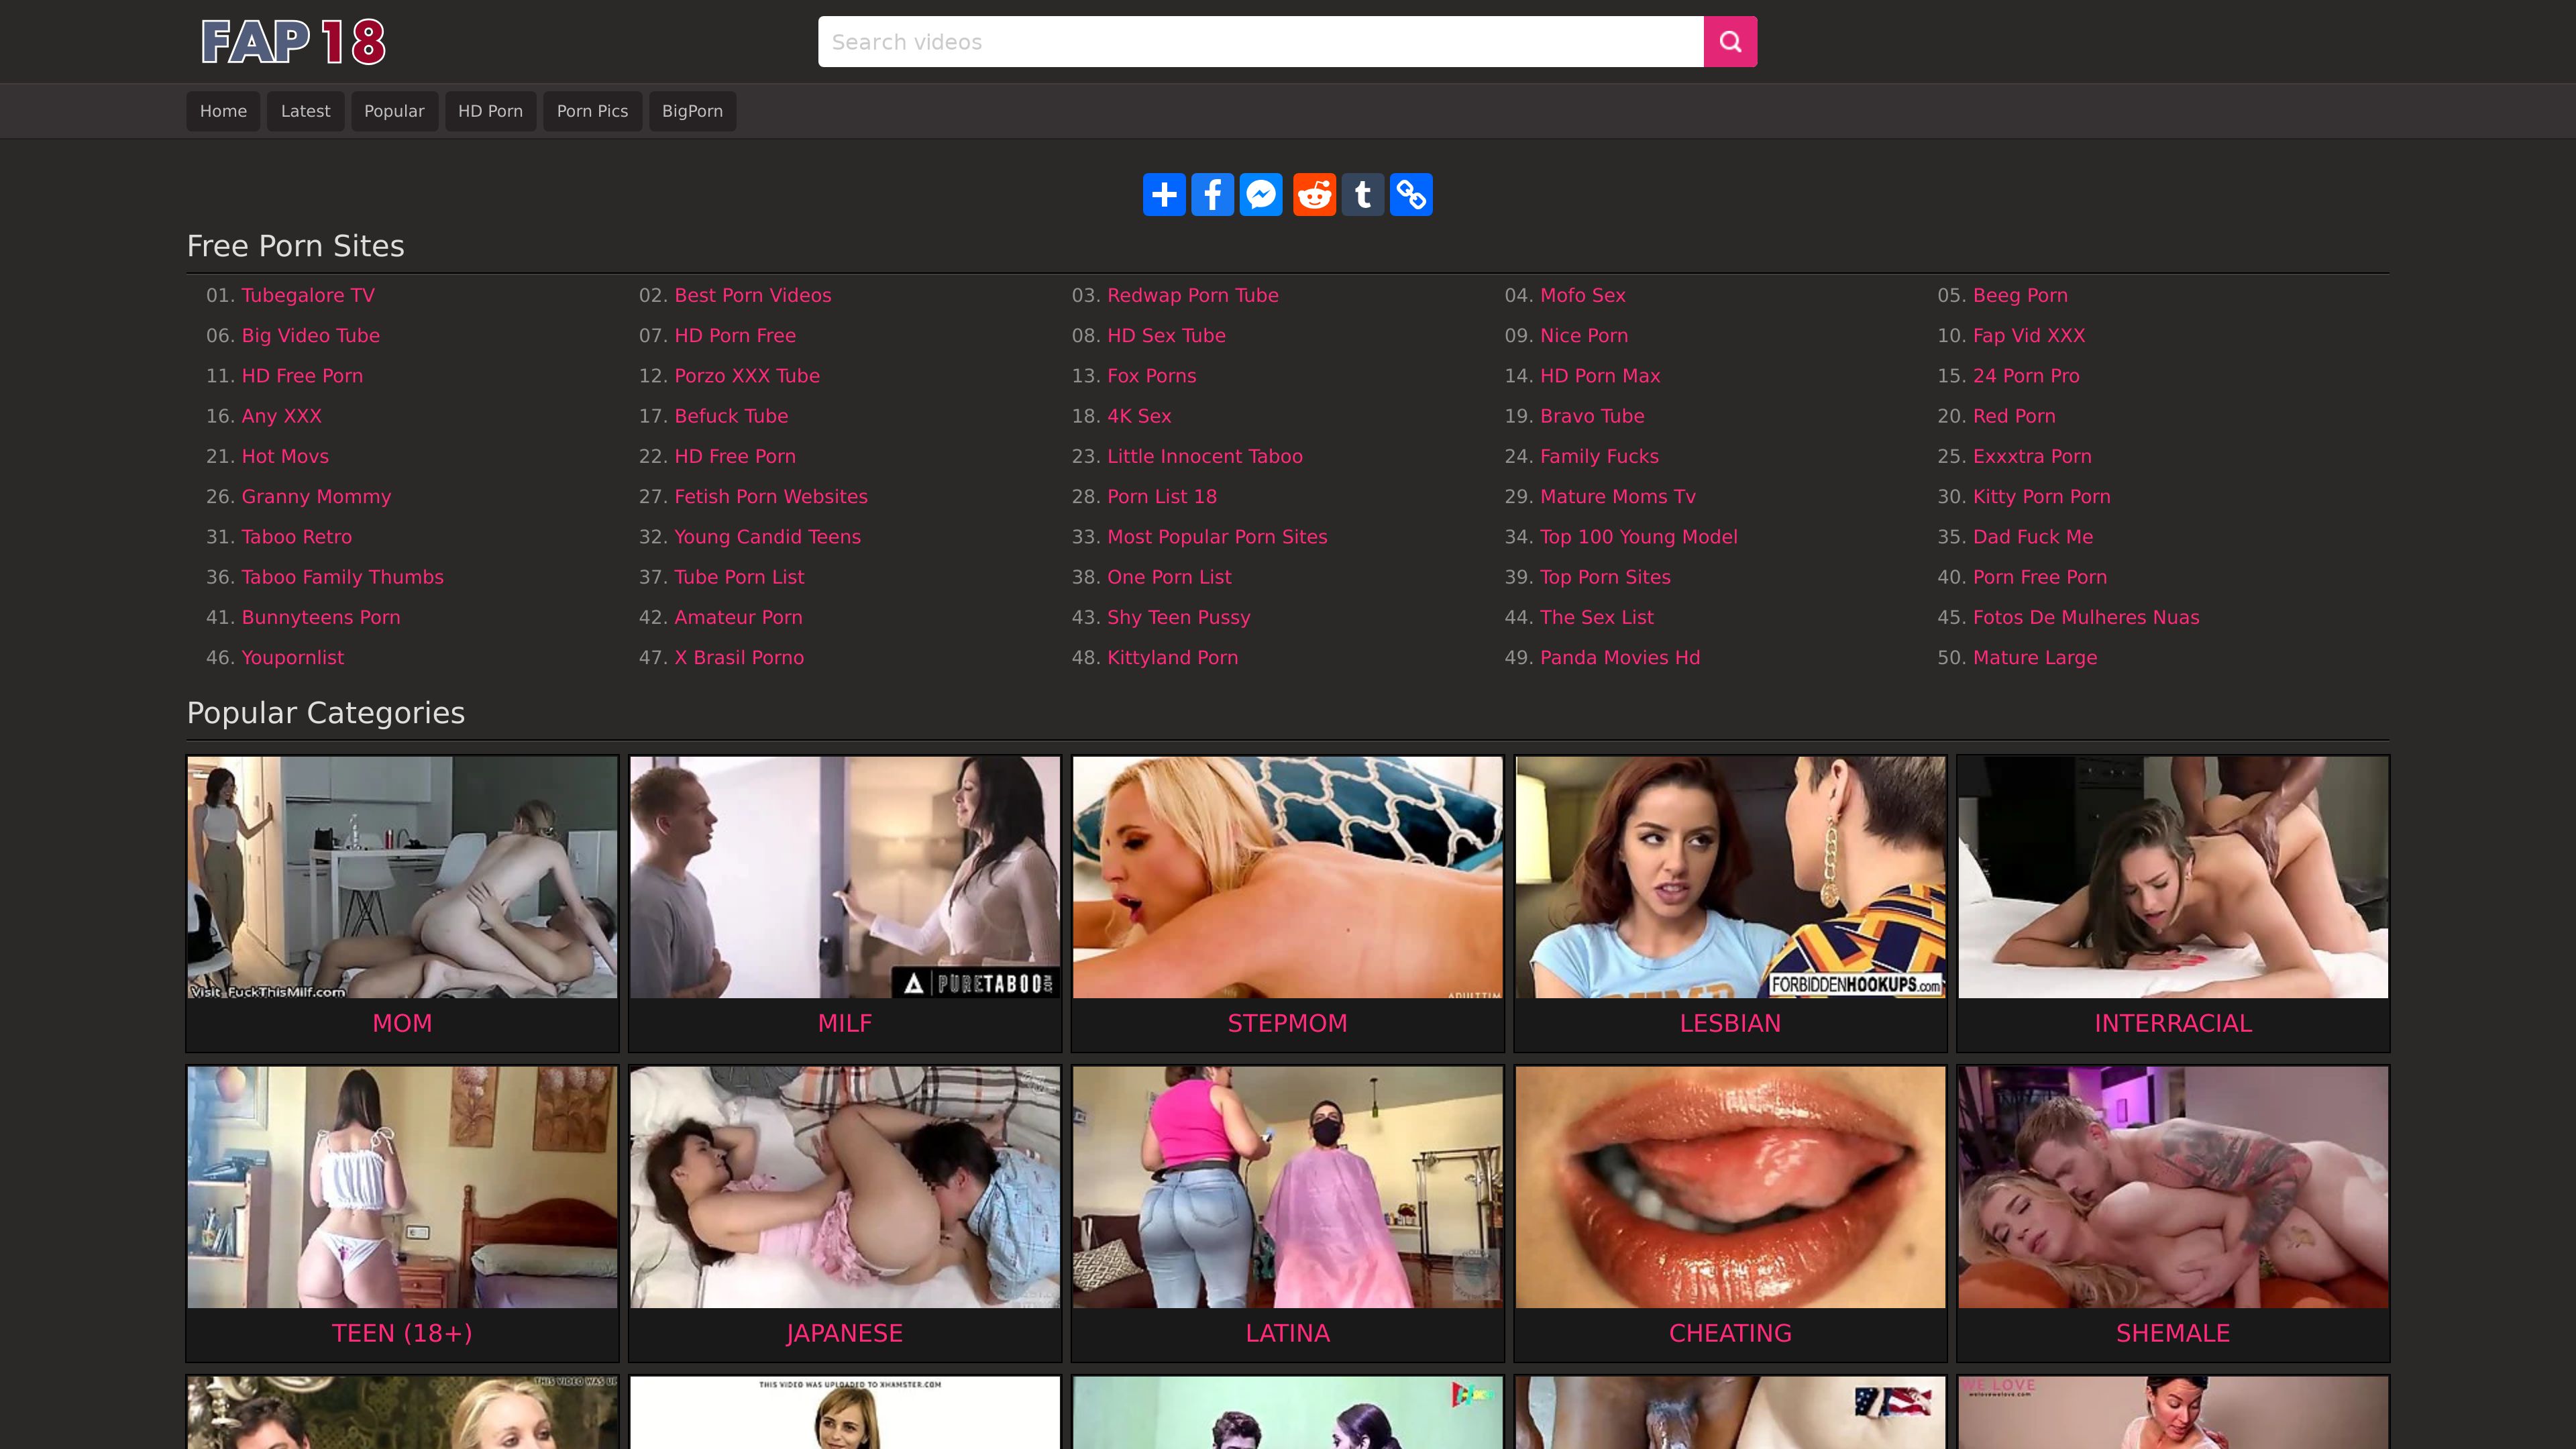 FAP 18
Search videos
Home Latest Popular HD Porn Porn Pics BigPorn
Free Porn Sites
01. Tubegalore TV 02. Best Porn Videos 03. Redwap Porn Tube 04. Mofo Sex 05. Beeg Porn
06. Big Video Tube 07. HD Porn Free 08. HD Sex Tube 09. Nice Porn 10. Fap Vid XXX
11. HD Free Porn 12. Porzo XXX Tube 13. Fox Porns 14. HD Porn Max 15. 24 Porn Pro
16. Any XXX 17. Befuck Tube 18. 4K Sex 19. Bravo Tube 20. Red Porn
21. Hot Movs 22. HD Free Porn 23. Little Innocent Taboo 24. Family Fucks 25. Exxxtra Porn
26. Granny Mommy 27. Fetish Porn Websites 28. Porn List 18 29. Mature Moms Tv 30. Kitty Porn Porn
31. Taboo Retro 32. Young Candid Teens 33. Most Popular Porn Sites 34. Top 100 Young Model 35. Dad Fuck Me
36. Taboo Family Thumbs 37. Tube Porn List 38. One Porn List 39. Top Porn Sites 40. Porn Free Porn
41. Bunnyteens Porn 42. Amateur Porn 43. Shy Teen Pussy 44. The Sex List 45. Fotos De Mulheres Nuas
46. Youpornlist 47. X Brasil Porno 48. Kittyland Porn 49. Panda Movies Hd 50. Mature Large
Popular Categories
Visit FuckThisMilf.com
PURETABOO.com
ADULTTIM
FORBIDDENHOOKUPS.com
MOM MILF STEPMOM LESBIAN INTERRACIAL
TEEN (18+) JAPANESE LATINA CHEATING SHEMALE
THIS VIDEO WAS UP
THIS VIDEO WAS UPLOADED TO XHAMSTER.COM
WE LOVE